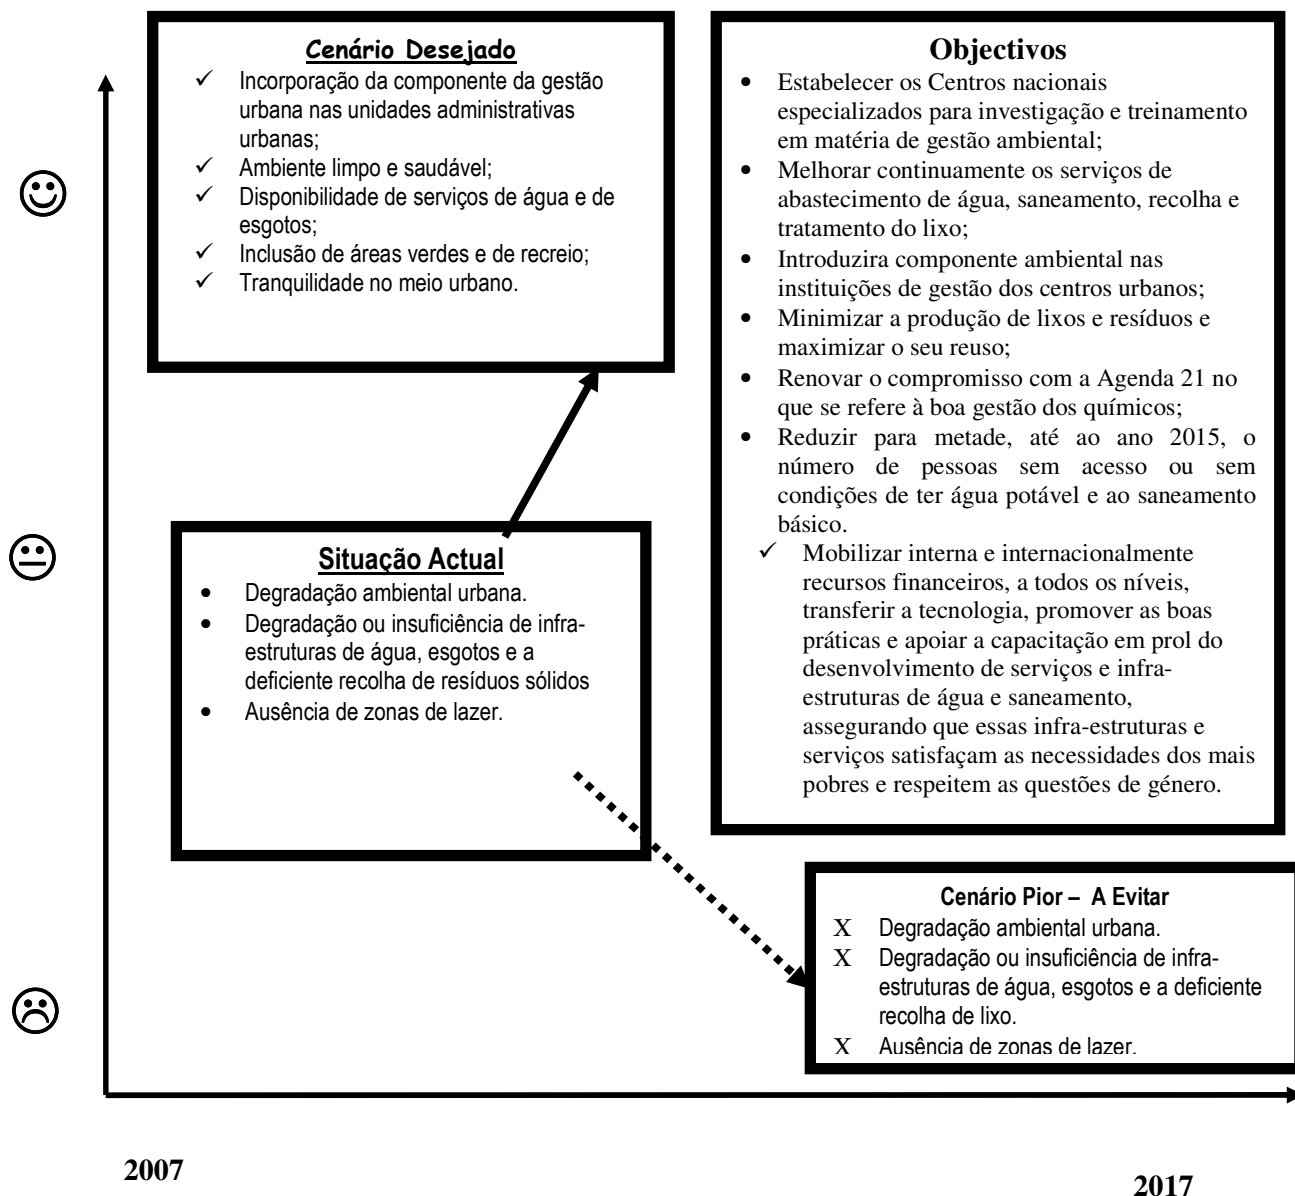 Cenário Desejado
✓ Incorporação da componente da gestão
urbana nas unidades administrativas
urbanas;
✓ Ambiente limpo e saudável;
✓ Disponibilidade de serviços de água e de
esgotos;
✓ Inclusão de áreas verdes e de recreio;
✓ Tranquilidade no meio urbano.
Objectivos
• Estabelecer os Centros nacionais
especializados para investigação e treinamento
em matéria de gestão ambiental;
• Melhorar continuamente os serviços de
abastecimento de água, saneamento, recolha e
tratamento do lixo;
• Introduzira componente ambiental nas
instituições de gestão dos centros urbanos;
• Minimizar a produção de lixos e resíduos e
maximizar o seu reuso;
• Renovar o compromisso com a Agenda 21 no
que se refere à boa gestão dos químicos;
• Reduzir para metade, até ao ano 2015, o
número de pessoas sem acesso ou sem
condições de ter água potável e ao saneamento
básico.
✓ Mobilizar interna e internacionalmente
recursos financeiros, a todos os níveis,
transferir a tecnologia, promover as boas
práticas e apoiar a capacitação em prol do
desenvolvimento de serviços e infra-
estruturas de água e saneamento,
assegurando que essas infra-estruturas e
serviços satisfaçam as necessidades dos mais
pobres e respeitem as questões de género.
Situação Actual
• Degradação ambiental urbana.
• Degradação ou insuficiência de infra-
estruturas de água, esgotos e a
deficiente recolha de resíduos sólidos
• Ausência de zonas de lazer.
Cenário Pior – A Evitar
X Degradação ambiental urbana.
X Degradação ou insuficiência de infra-
estruturas de água, esgotos e a deficiente
recolha de lixo.
X Ausência de zonas de lazer.
2007
2017